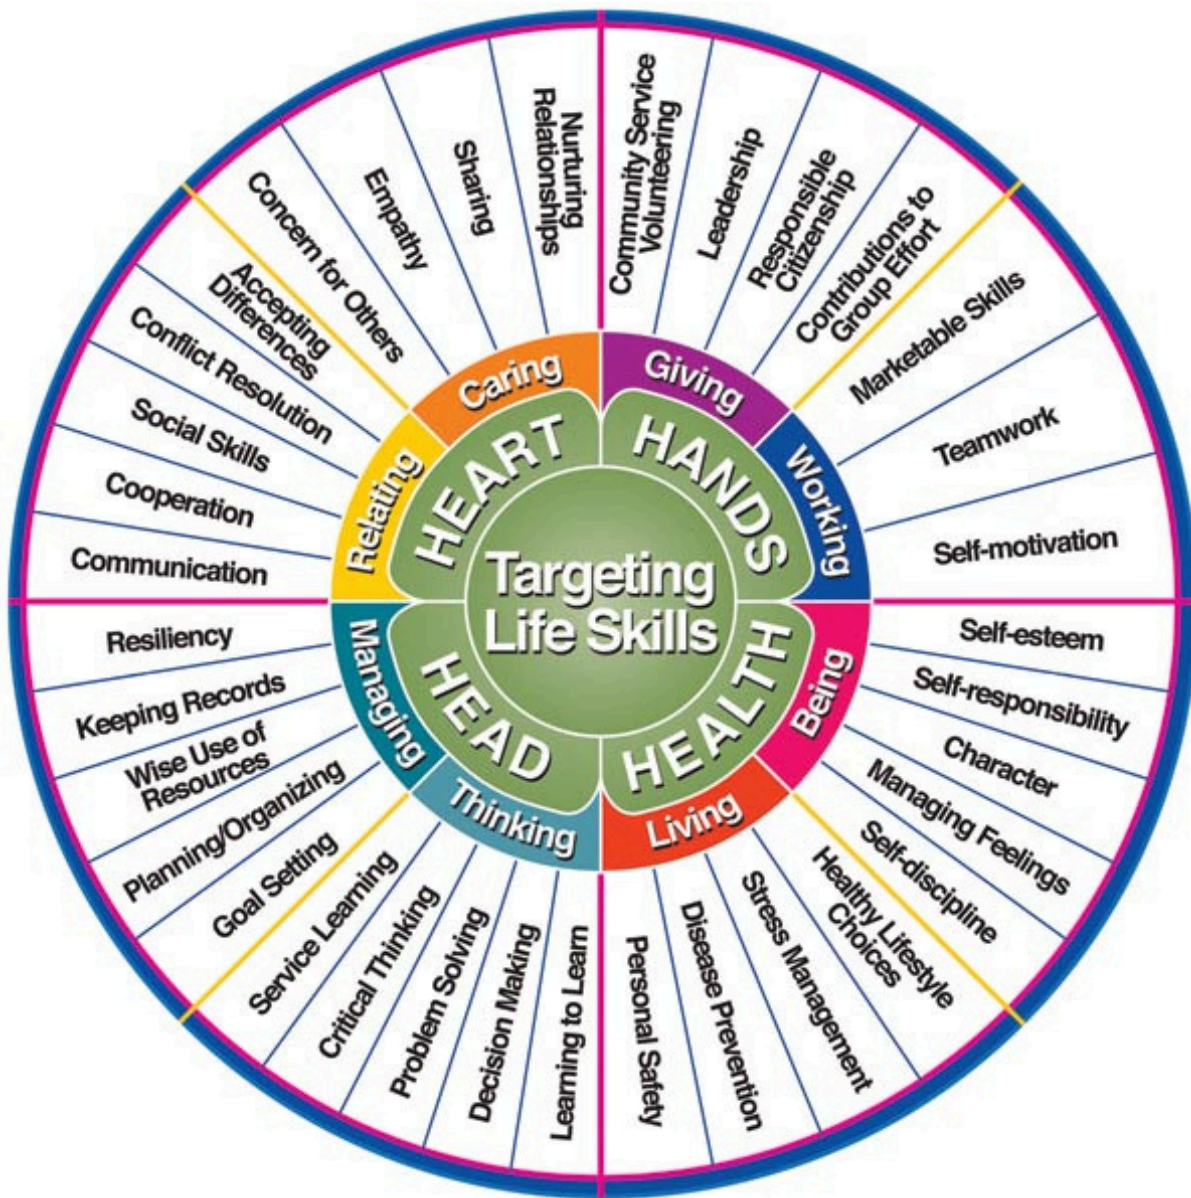 Targeting
Life Skills
HEART
HANDS
HEALTH
HEAD
Caring
Giving
Working
Being
Living
Thinking
Managing
Relating
Community Service
Volunteering
Leadership
Responsible
Citizenship
Contributions to
Group Effort
Marketable Skills
Teamwork
Self-motivation
Self-esteem
Self-responsibility
Character
Managing Feelings
Self-discipline
Healthy Lifestyle
Choices
Stress Management
Disease Prevention
Personal Safety
Learning to Learn
Decision Making
Problem Solving
Critical Thinking
Service Learning
Goal Setting
Planning/Organizing
Wise Use of
Resources
Keeping Records
Resiliency
Communication
Cooperation
Social Skills
Conflict Resolution
Accepting
Differences
Concern for Others
Empathy
Sharing
Nurturing
Relationships